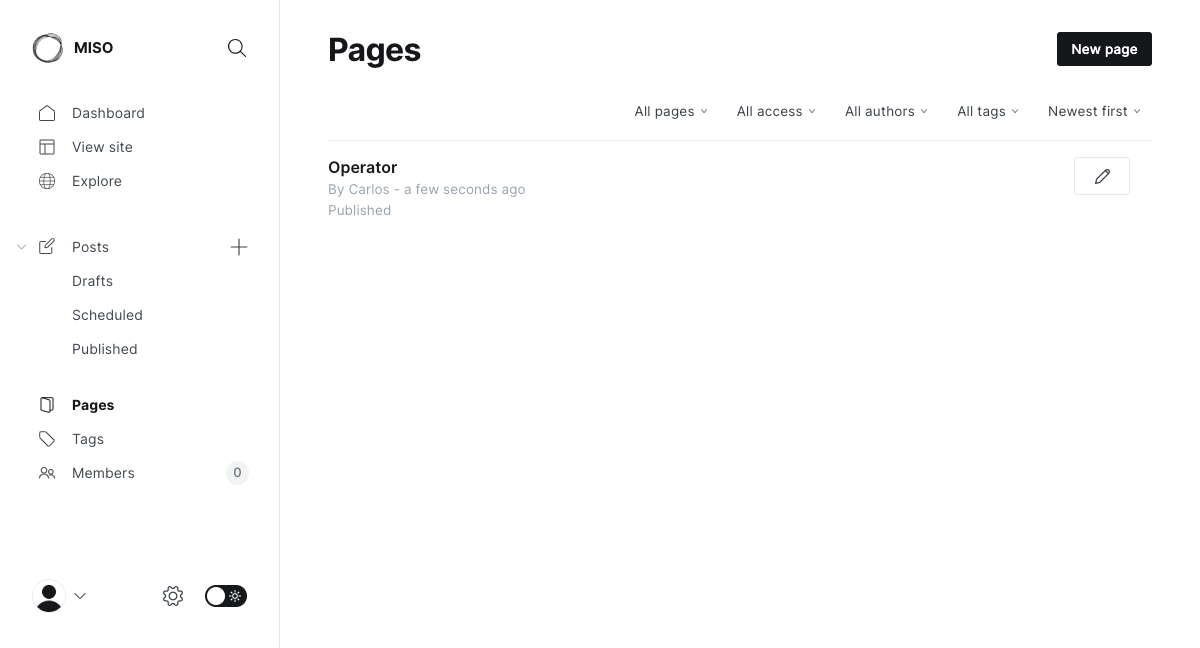 MISO
Dashboard
View site
Explore
Posts
Drafts
Scheduled
Published
Pages
Tags
Members 0
Pages
New page
All pages All access All authors All tags Newest first
Operator
By Carlos - a few seconds ago
Published